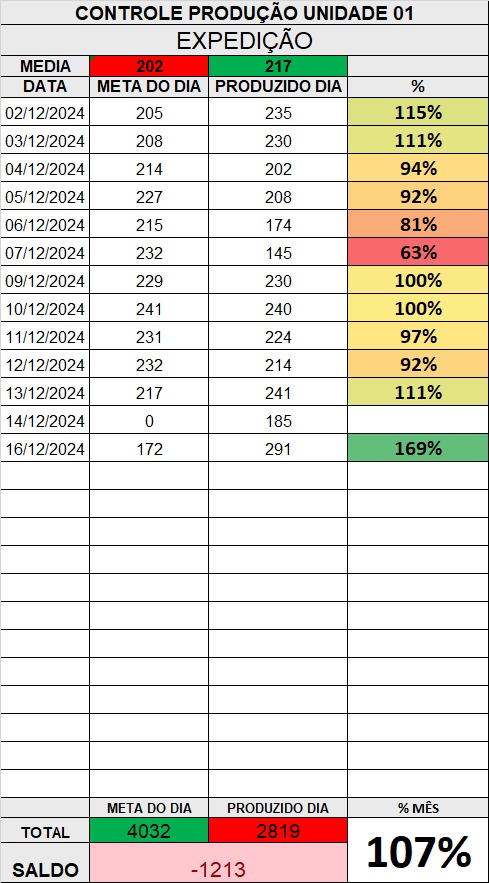 CONTROLE PRODUÇÃO UNIDADE 01
EXPEDIÇÃO
MEDIA 202 217
DATA META DO DIA PRODUZIDO DIA %
02/12/2024 205 235 115%
03/12/2024 208 230 111%
04/12/2024 214 202 94%
05/12/2024 227 208 92%
06/12/2024 215 174 81%
07/12/2024 232 145 63%
09/12/2024 229 230 100%
10/12/2024 241 240 100%
11/12/2024 231 224 97%
12/12/2024 232 214 92%
13/12/2024 217 241 111%
14/12/2024 0 185
16/12/2024 172 291 169%
META DO DIA PRODUZIDO DIA % MÊS
TOTAL 4032 2819 107%
SALDO -1213